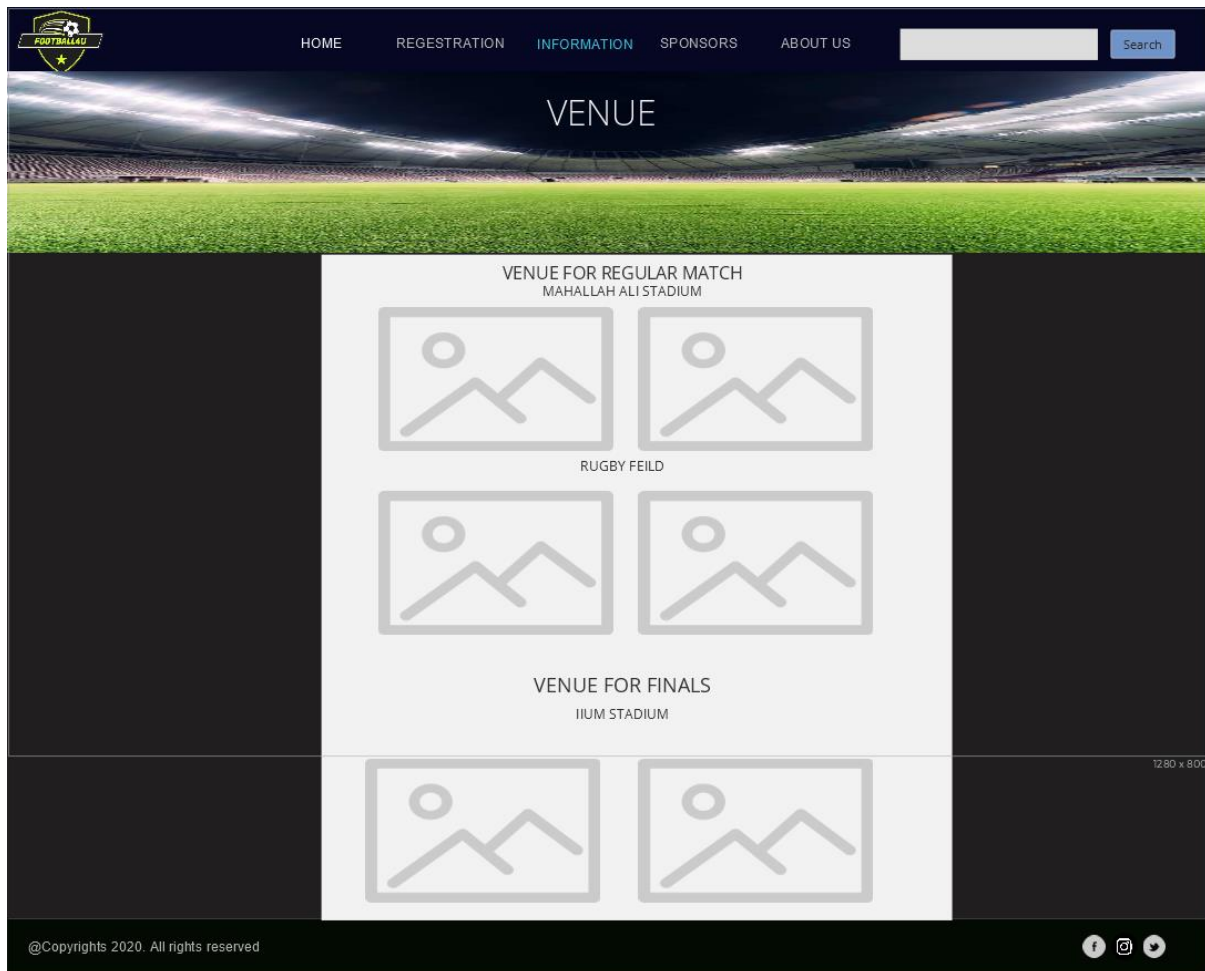 FOOTBALL4U
HOME REGESTRATION INFORMATION SPONSORS ABOUT US Search
VENUE
VENUE FOR REGULAR MATCH
MAHALLAH ALI STADIUM
RUGBY FEILD
VENUE FOR FINALS
IIUM STADIUM
1280 x 800
@Copyrights 2020. All rights reserved